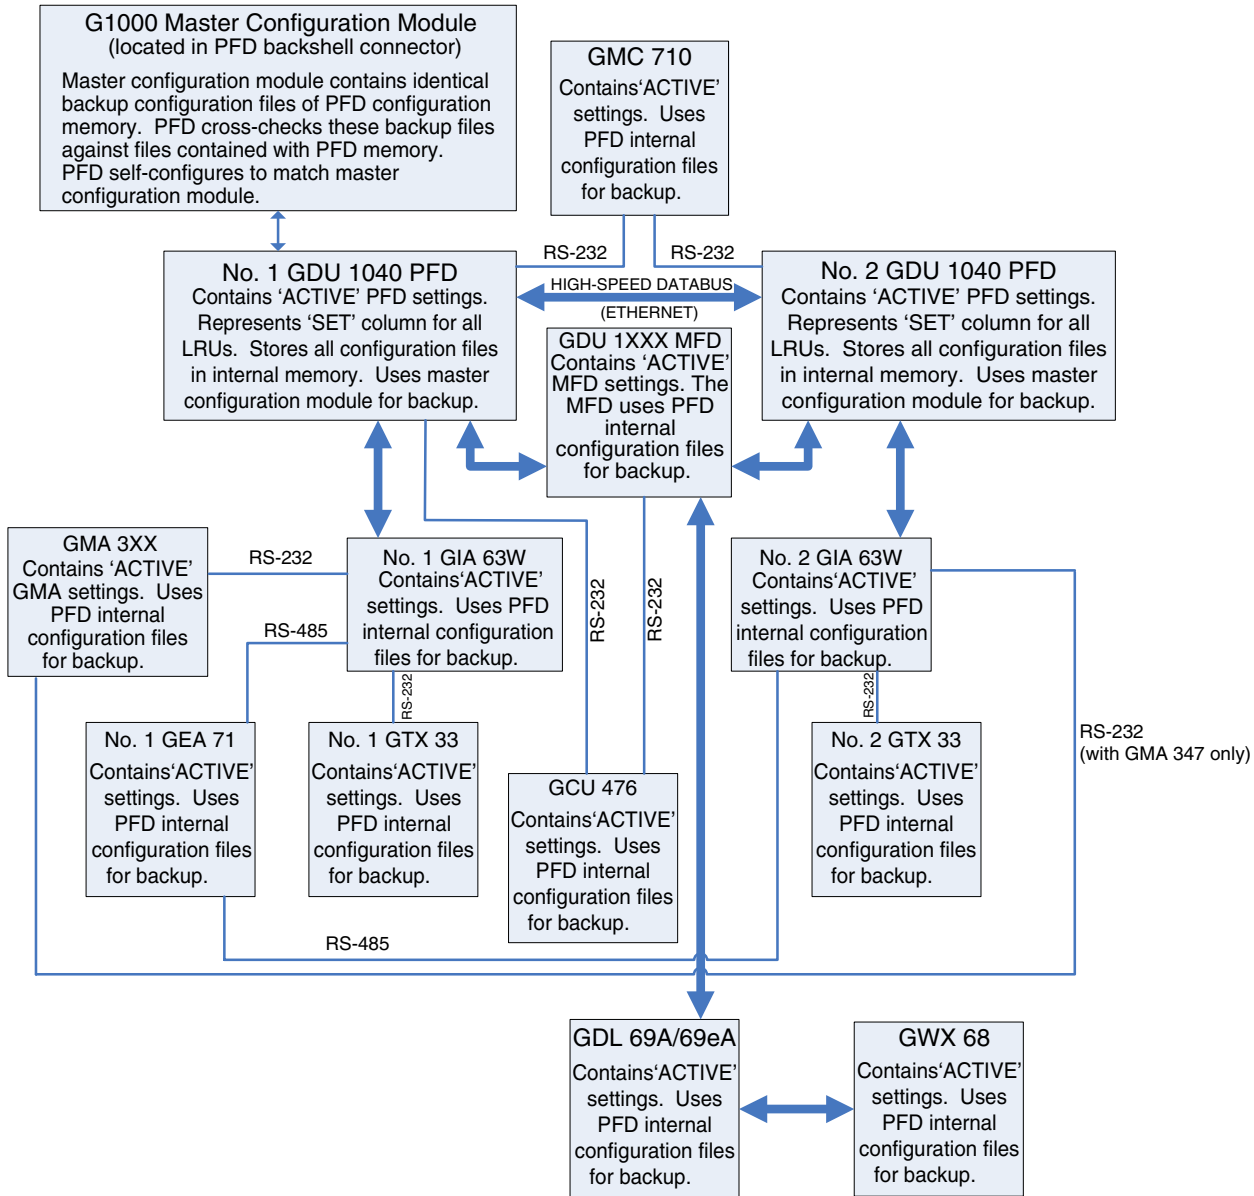 G1000 Master Configuration Module
(located in PFD backshell connector)
Master configuration module contains identical
backup configuration files of PFD configuration
memory.  PFD cross-checks these backup files
against files contained with PFD memory.
PFD self-configures to match master
configuration module.
GMC 710
Contains‘ACTIVE’
settings.  Uses
PFD internal
configuration files
for backup.
RS-232
RS-232
No. 1 GDU 1040 PFD
Contains ‘ACTIVE’ PFD settings.
Represents ‘SET’ column for all
LRUs.  Stores all configuration files
in internal memory.  Uses master
configuration module for backup.
HIGH-SPEED DATABUS
(ETHERNET)
No. 2 GDU 1040 PFD
Contains ‘ACTIVE’ PFD settings.
Represents ‘SET’ column for all
LRUs.  Stores all configuration files
in internal memory.  Uses master
configuration module for backup.
GDU 1XXX MFD
Contains ‘ACTIVE’
MFD settings. The
MFD uses PFD
internal
configuration files
for backup.
GMA 3XX
Contains ‘ACTIVE’
GMA settings.  Uses
PFD internal
configuration files
for backup.
RS-232
RS-485
No. 1 GIA 63W
Contains‘ACTIVE’
settings.  Uses PFD
internal configuration
files for backup.
RS-232
RS-232
RS-232
No. 2 GIA 63W
Contains‘ACTIVE’
settings.  Uses PFD
internal configuration
files for backup.
RS-232
RS-232
(with GMA 347 only)
No. 1 GEA 71
Contains‘ACTIVE’
settings.  Uses
PFD internal
configuration files
for backup.
No. 1 GTX 33
Contains‘ACTIVE’
settings.  Uses
PFD internal
configuration files
for backup.
GCU 476
Contains‘ACTIVE’
settings.  Uses
PFD internal
configuration files
for backup.
No. 2 GTX 33
Contains‘ACTIVE’
settings.  Uses
PFD internal
configuration files
for backup.
RS-485
GDL 69A/69eA
Contains‘ACTIVE’
settings.  Uses
PFD internal
configuration files
for backup.
GWX 68
Contains‘ACTIVE’
settings.  Uses
PFD internal
configuration files
for backup.